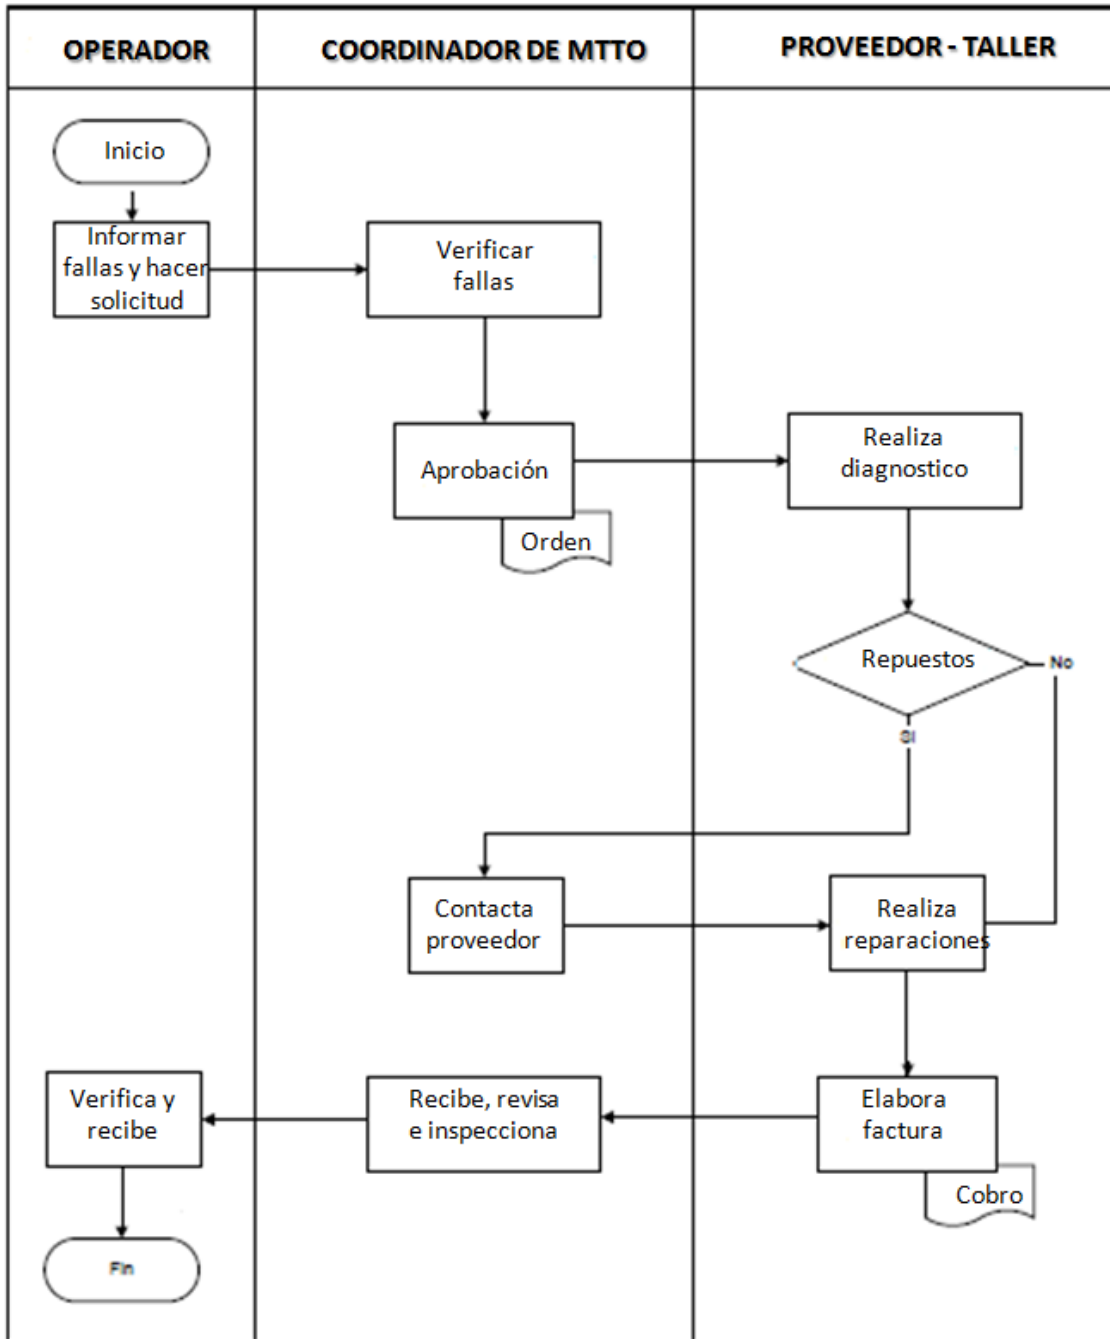 OPERADOR
COORDINADOR DE MTTO
PROVEEDOR - TALLER
Inicio
Informar
fallas y hacer
solicitud
Verificar
fallas
Aprobación
Orden
Realiza
diagnostico
Repuestos
No
SI
Contacta
proveedor
Realiza
reparaciones
Verifica y
recibe
Recibe, revisa
e inspecciona
Elabora
factura
Cobro
Fin